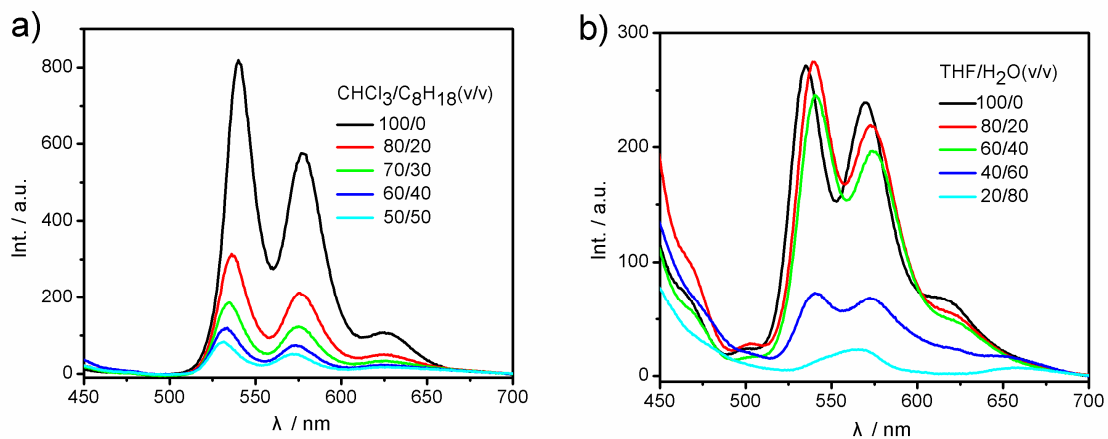 a)
CHCl3/C8H18(v/v)
100/0
80/20
70/30
60/40
50/50
Int. / a.u.
800
600
400
200
0
450 500 550 600 650 700
λ / nm
b)
THF/H2O(v/v)
100/0
80/20
60/40
40/60
20/80
Int. / a.u.
300
200
100
0
450 500 550 600 650 700
λ / nm